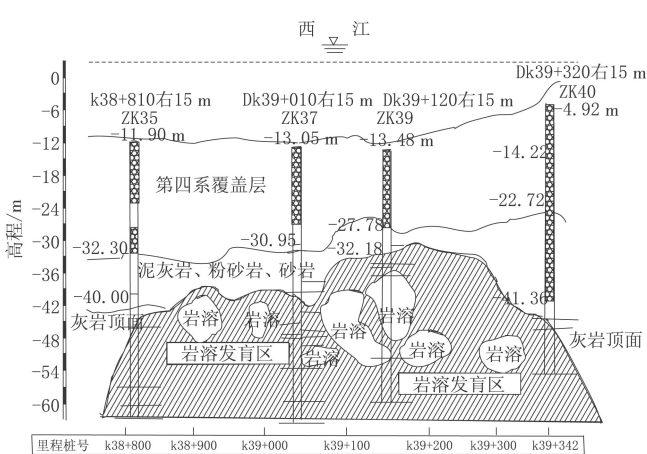 西 江
Dk39+320右15 m
k38+810右15 m Dk39+010右15 m Dk39+120右15 m ZK40
ZK35 ZK37 ZK39 -4.92 m
-11.90 m -13.05 m -13.48 m
-14.22
第四系覆盖层
-22.72
-27.78
-30.95
-32.30 -32.18
泥灰岩、粉砂岩、砂岩
-40.00 -41.36
灰岩顶面 岩溶 岩溶 岩溶 岩溶
灰岩顶面
岩溶发育区 岩溶 岩溶 岩溶
岩溶发育区
高程/m
0
-6
-12
-18
-24
-30
-36
-42
-48
-54
-60
里程桩号 k38+800 k38+900 k39+000 k39+100 k39+200 k39+300 k39+342